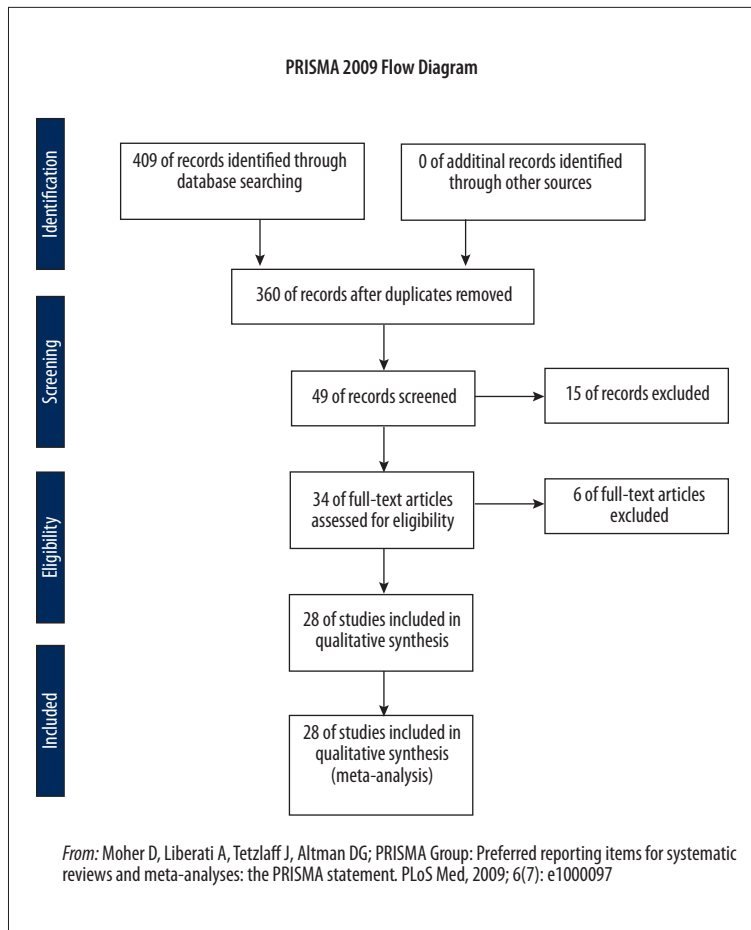 PRISMA 2009 Flow Diagram
Identification
409 of records identified through
database searching
0 of additinal records identified
through other sources
360 of records after duplicates removed
Screening
49 of records screened
15 of records excluded
Eligibility
34 of full-text articles
assessed for eligibility
6 of full-text articles
excluded
28 of studies included in
qualitative synthesis
Included
28 of studies included in
qualitative synthesis
(meta-analysis)
From: Moher D, Liberati A, Tetzlaff J, Altman DG; PRISMA Group: Preferred reporting items for systematic
reviews and meta-analyses: the PRISMA statement. PLoS Med, 2009; 6(7): e1000097